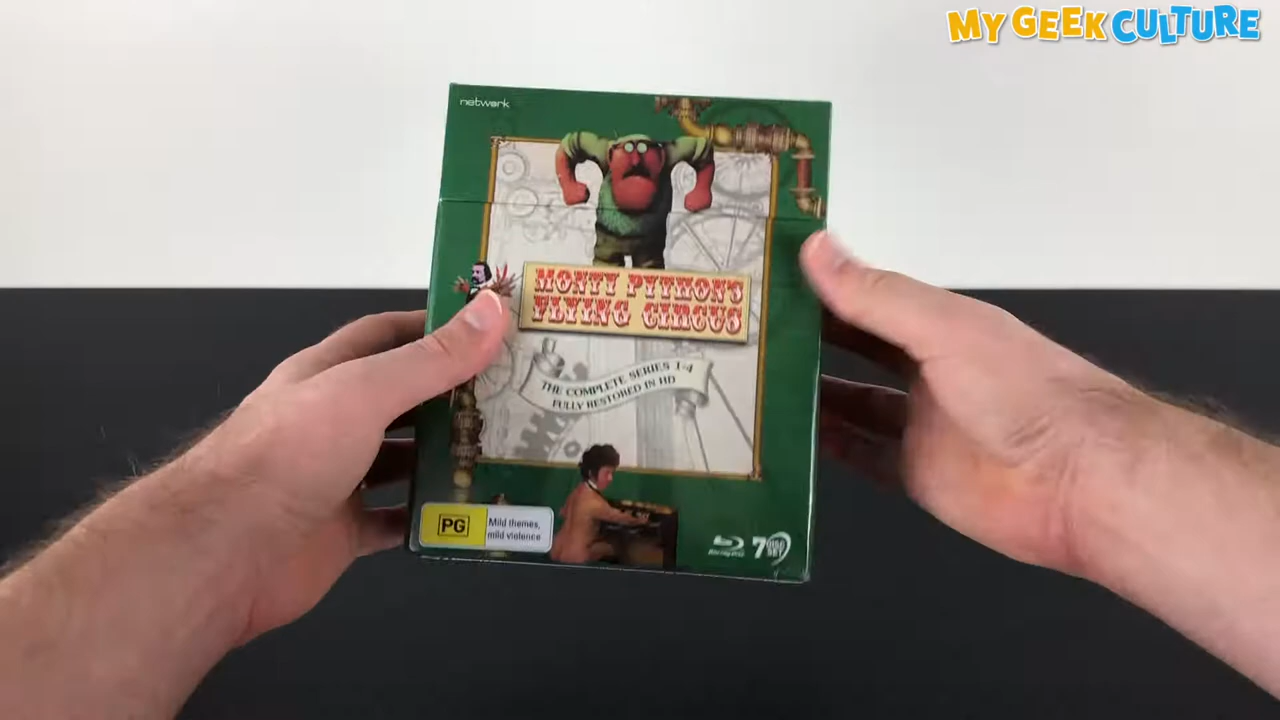 MY GEEK CULTURE
network
MONTY PYTHON'S
FLYING CIRCUS
THE COMPLETE SERIES 1-4
FULLY RESTORED IN HD
PG
Mild themes,
mild violence
Blu-ray Disc
7 DISC
SET